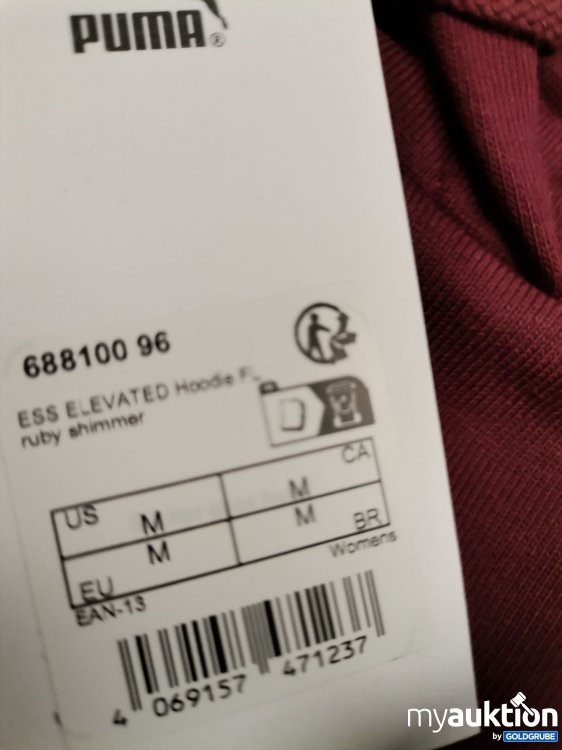 PUMA®
688100 96
ESS ELEVATED Hoodie FL
ruby shimmer
US M M CA
EU M M BR
EAN-13 Womens
4 069157 471237
myauktion
by GOLDGRUBE